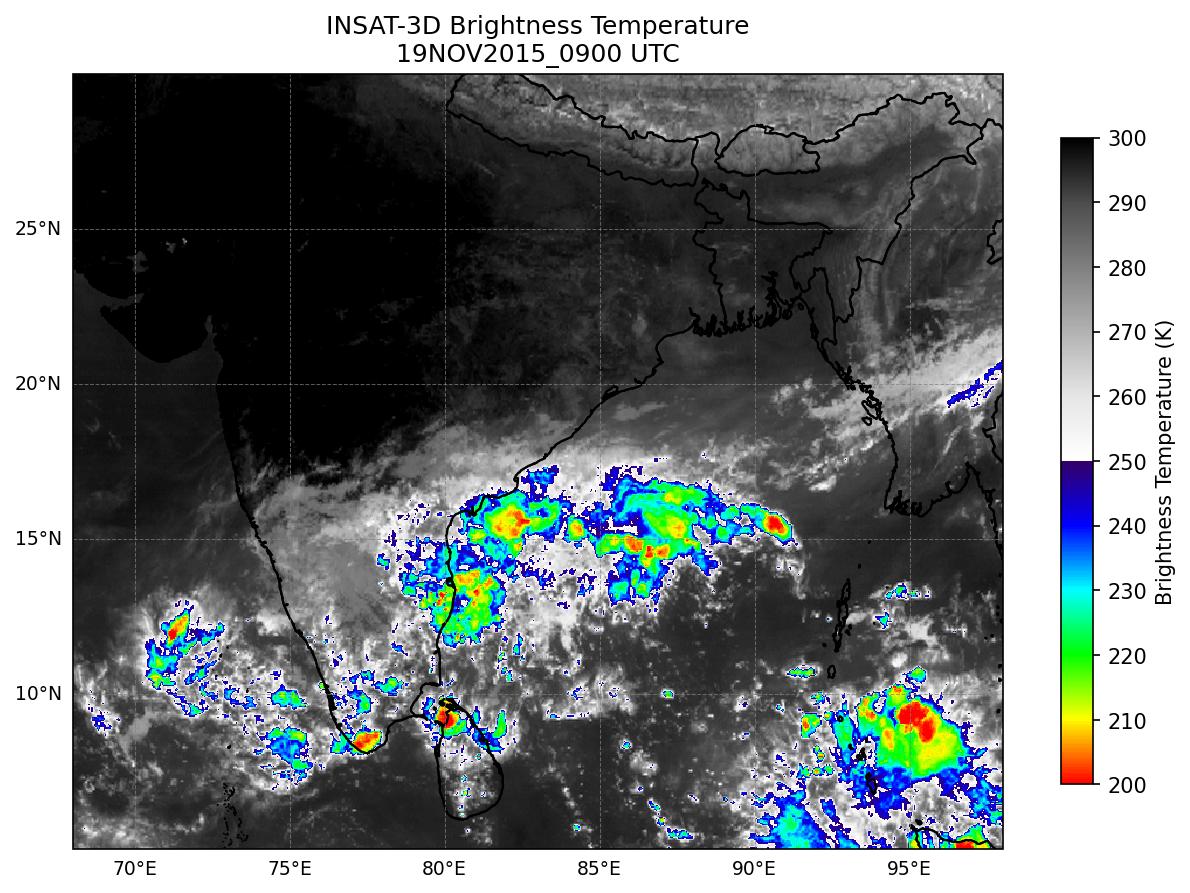 INSAT-3D Brightness Temperature
19NOV2015_0900 UTC
25°N
20°N
15°N
10°N
70°E
75°E
80°E
85°E
90°E
95°E
300
290
280
270
260
250
240
230
220
210
200
Brightness Temperature (K)